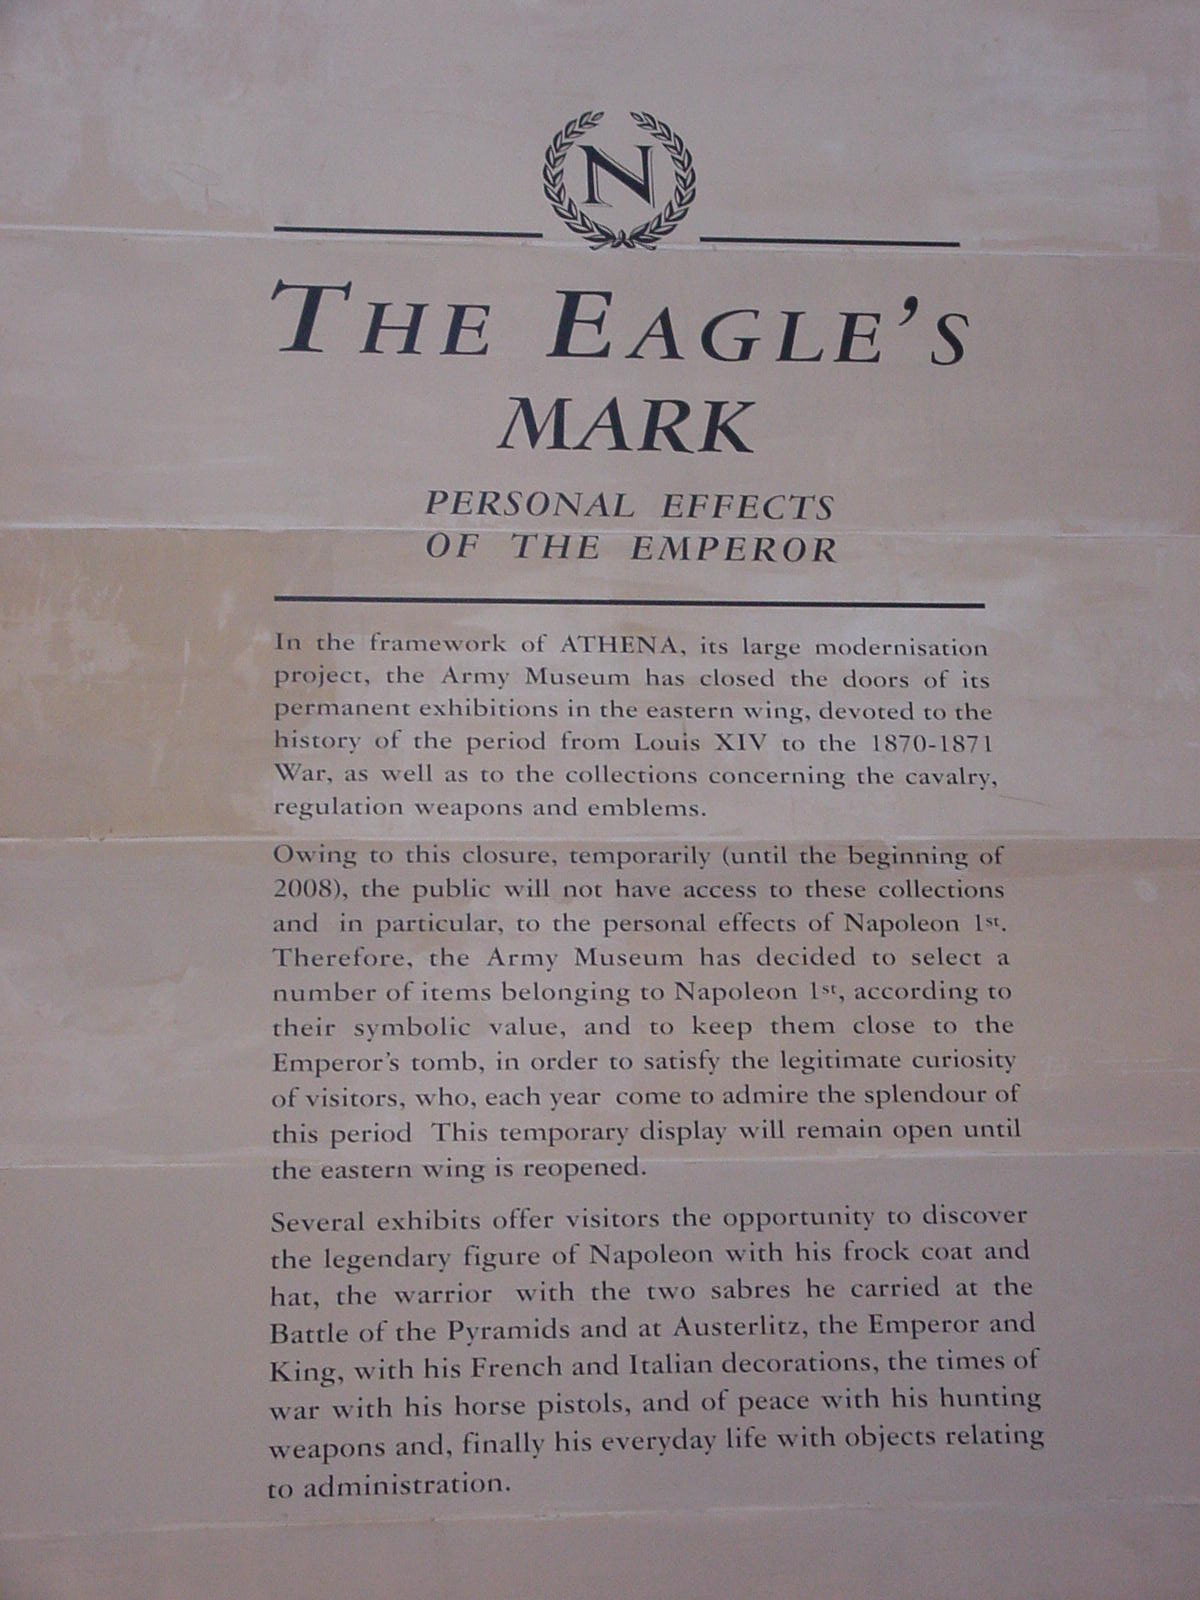 N
THE EAGLE'S
MARK
PERSONAL EFFECTS
OF THE EMPEROR
In the framework of ATHENA, its large modernisation
project, the Army Museum has closed the doors of its
permanent exhibitions in the eastern wing, devoted to the
history of the period from Louis XIV to the 1870-1871
War, as well as to the collections concerning the cavalry,
regulation weapons and emblems.
Owing to this closure, temporarily (until the beginning of
2008), the public will not have access to these collections
and in particular, to the personal effects of Napoleon 1st.
Therefore, the Army Museum has decided to select a
number of items belonging to Napoleon 1st, according to
their symbolic value, and to keep them close to the
Emperor's tomb, in order to satisfy the legitimate curiosity
of visitors, who, each year come to admire the splendour of
this period This temporary display will remain open until
the eastern wing is reopened.
Several exhibits offer visitors the opportunity to discover
the legendary figure of Napoleon with his frock coat and
hat, the warrior with the two sabres he carried at the
Battle of the Pyramids and at Austerlitz, the Emperor and
King, with his French and Italian decorations, the times of
war with his horse pistols, and of peace with his hunting
weapons and, finally his everyday life with objects relating
to administration.